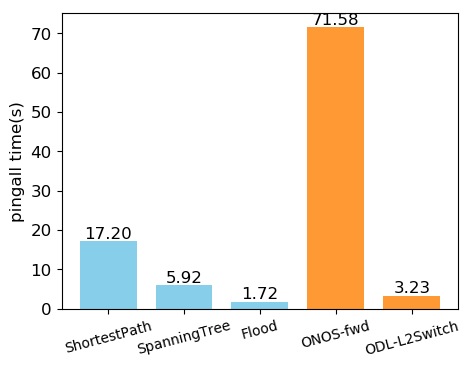 pingall time(s)
70
60
50
40
30
20
10
0
17.20
5.92
1.72
71.58
3.23
ShortestPath
SpanningTree
Flood
ONOS-fwd
ODL-L2Switch